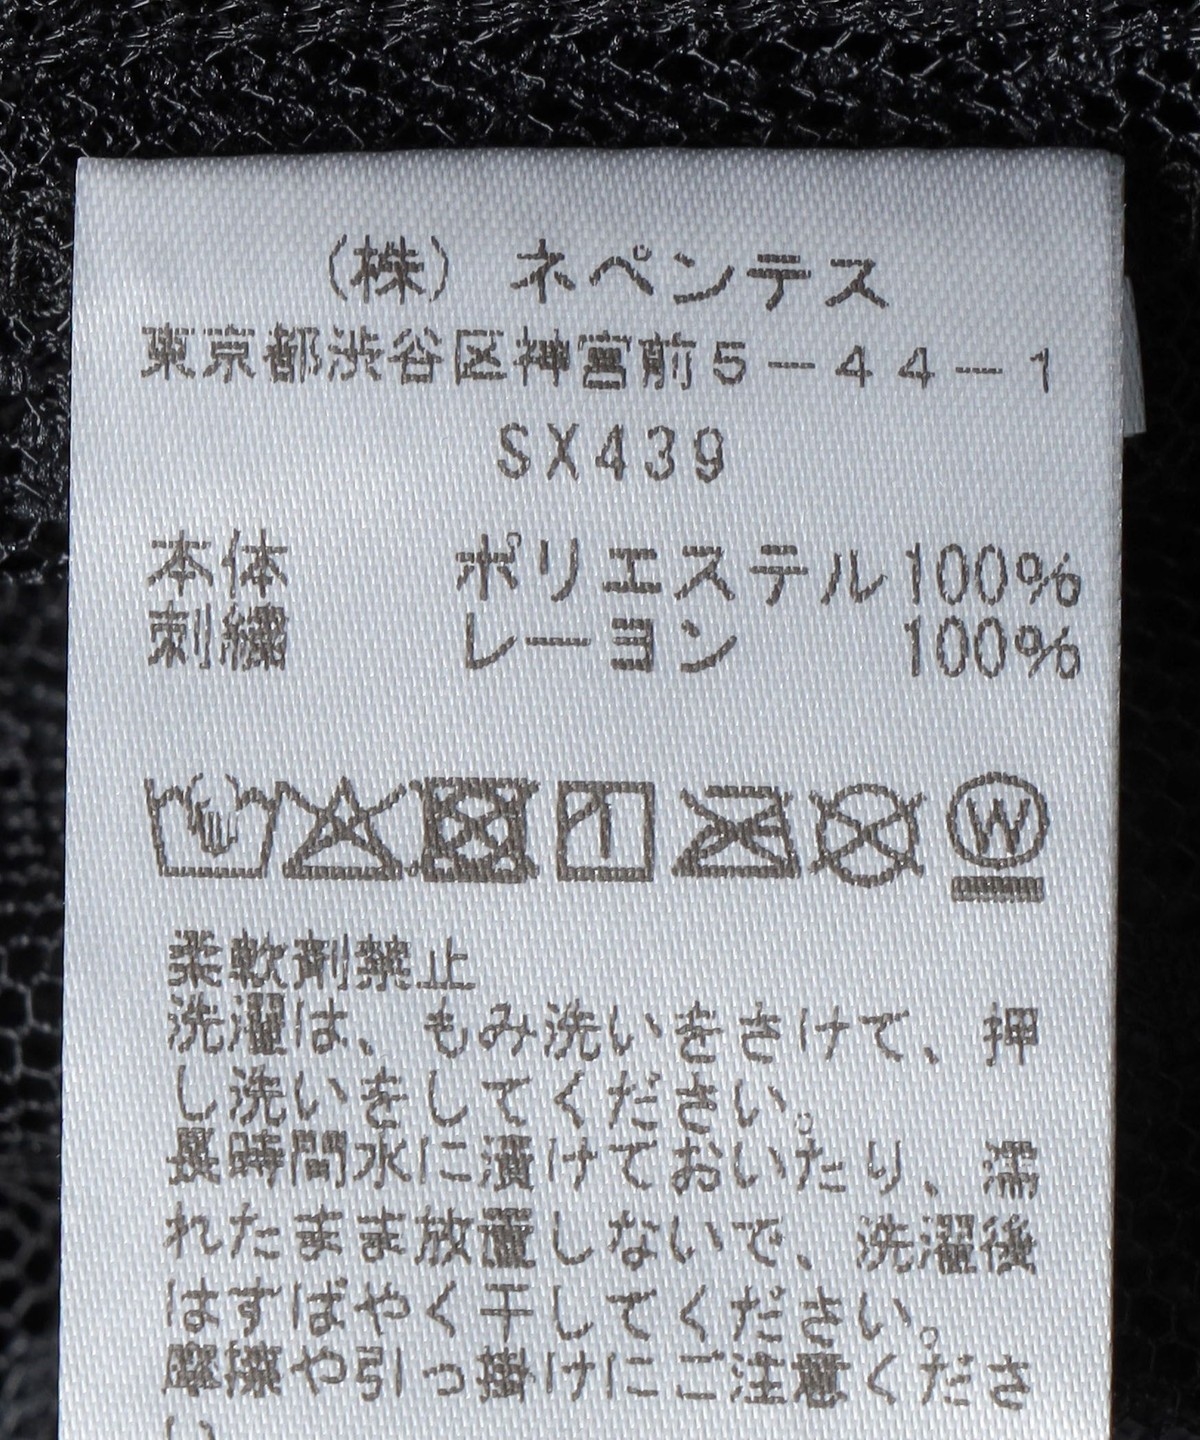 (株) ネペンテス
東京都渋谷区神宮前5-44-1
SX439
本体 ポリエステル100%
刺繍 レーヨン 100%
W
柔軟剤禁止
洗濯は、もみ洗いをさけて、押
し洗いをしてください。
長時間水に漬けておいたり、濡
れたまま放置しないで、洗濯後
はすばやく干してください。
摩擦や引っ掛けにご注意くださ
い